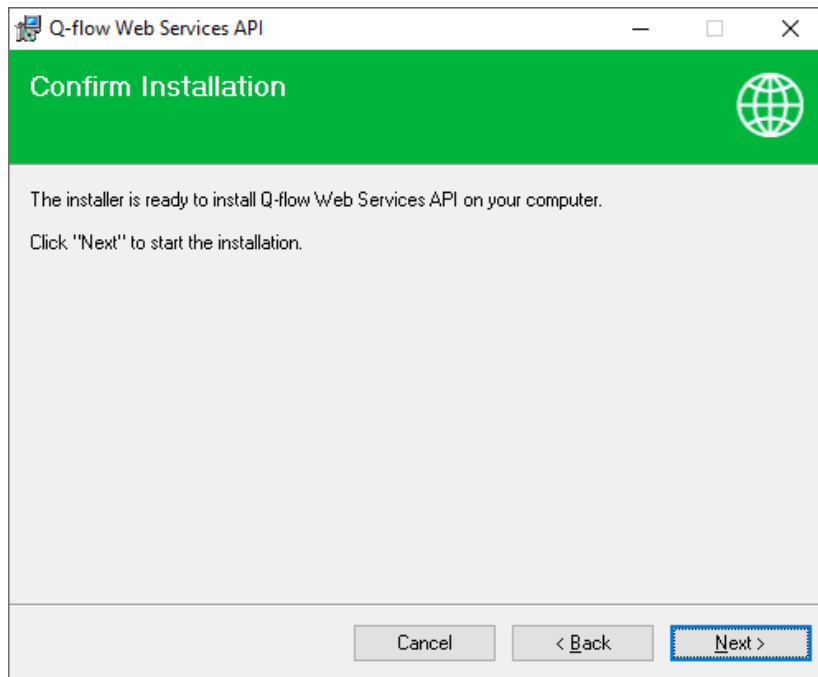 Q-flow Web Services API
Confirm Installation
The installer is ready to install Q-flow Web Services API on your computer.
Click "Next" to start the installation.
Cancel
< Back
Next >